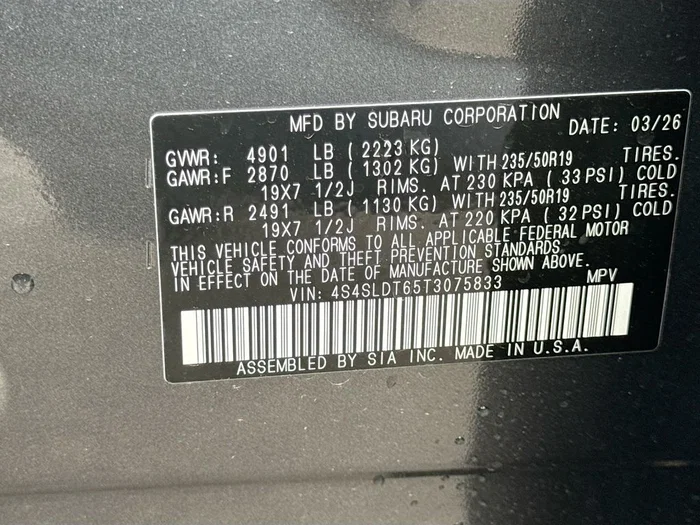 MFD BY SUBARU CORPORATION DATE: 03/26
GVWR: 4901 LB ( 2223 KG)
GAWR:F 2870 LB ( 1302 KG) WITH 235/50R19 TIRES.
19X7 1/2J RIMS. AT 230 KPA ( 33 PSI) COLD
GAWR:R 2491 LB ( 1130 KG) WITH 235/50R19 TIRES.
19X7 1/2J RIMS. AT 220 KPA ( 32 PSI) COLD
THIS VEHICLE CONFORMS TO ALL APPLICABLE FEDERAL MOTOR
VEHICLE SAFETY AND THEFT PREVENTION STANDARDS
IN EFFECT ON THE DATE OF MANUFACTURE SHOWN ABOVE.
VIN: 4S4SLDT65T3075833 MPV
ASSEMBLED BY SIA INC. MADE IN U.S.A.